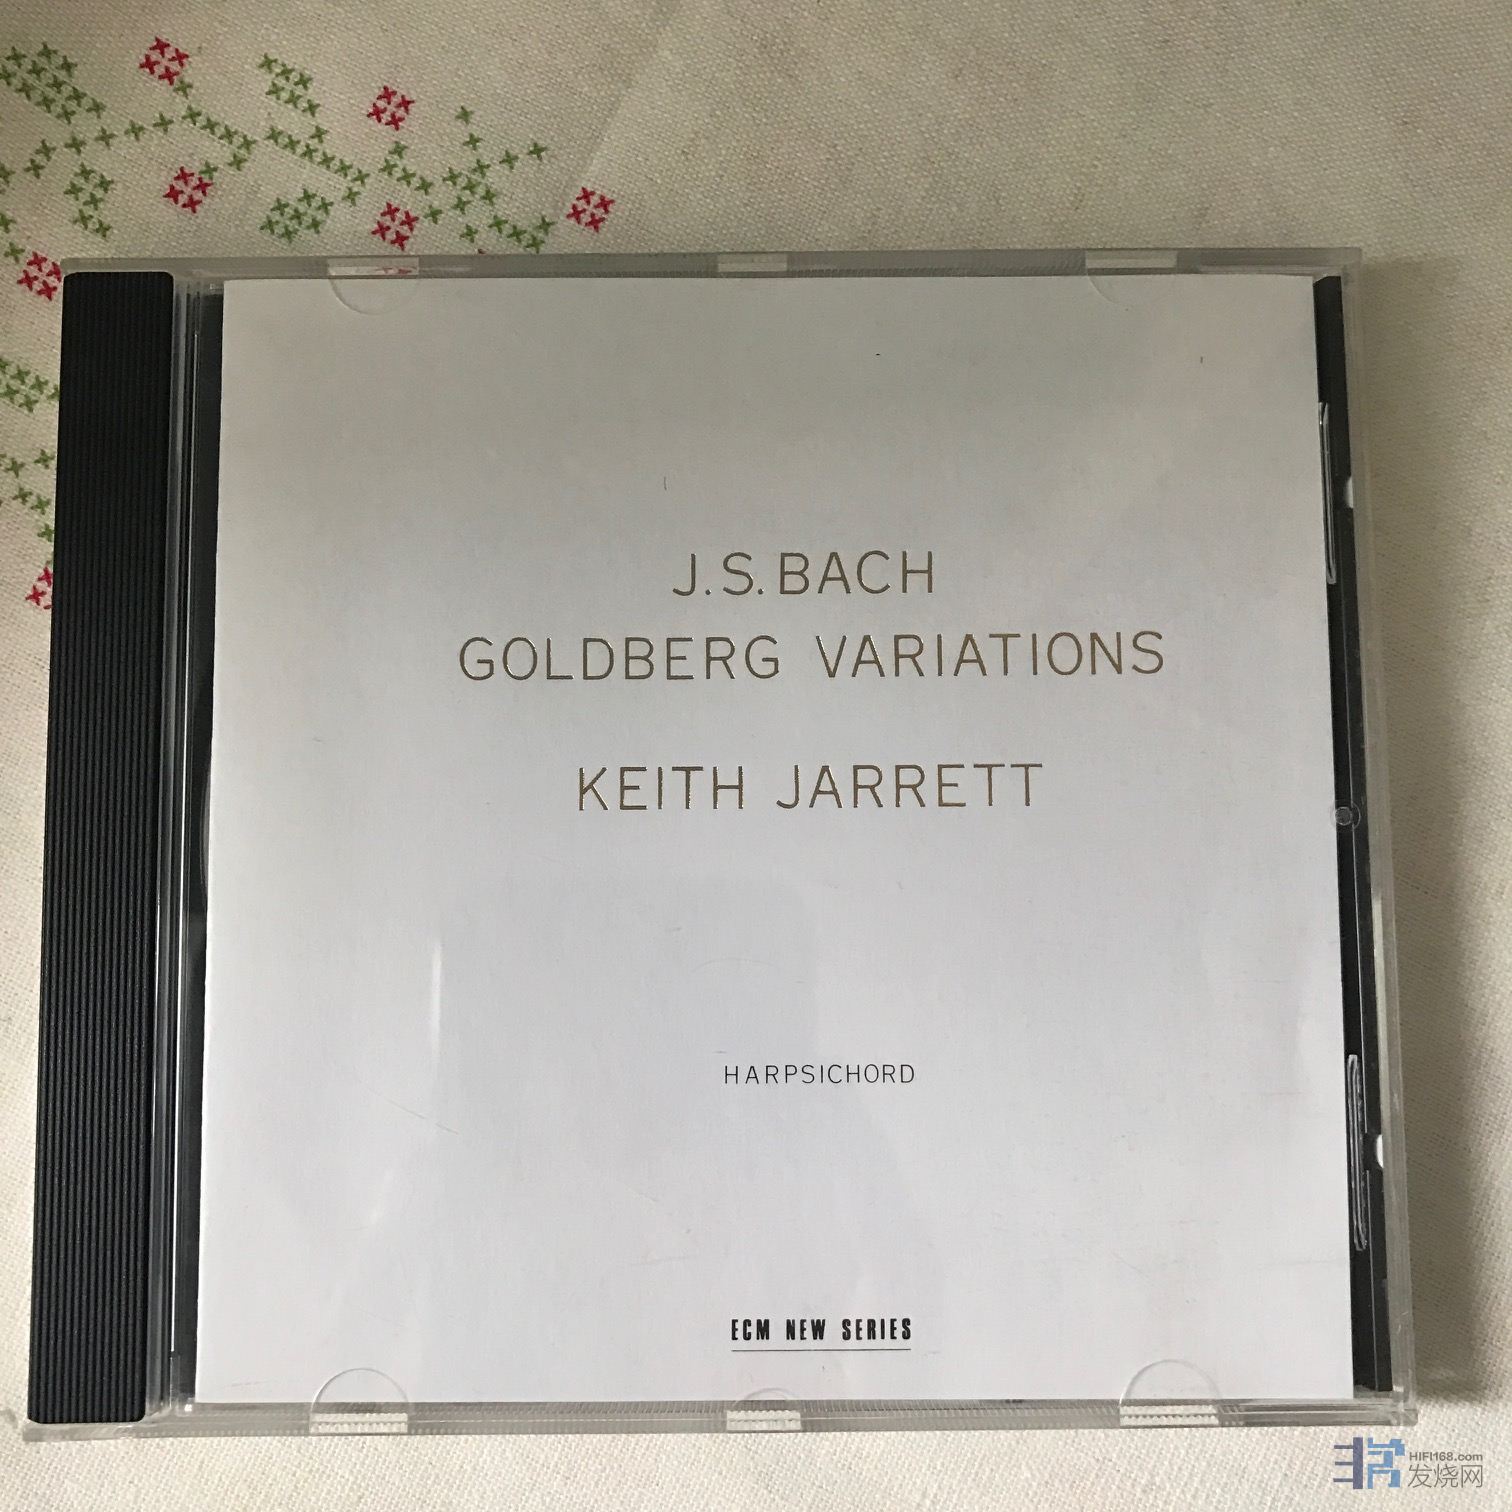 J.S.BACH
GOLDBERG VARIATIONS
KEITH JARRETT
HARPSICHORD
ECM NEW SERIES
HIFI168.com
发烧网